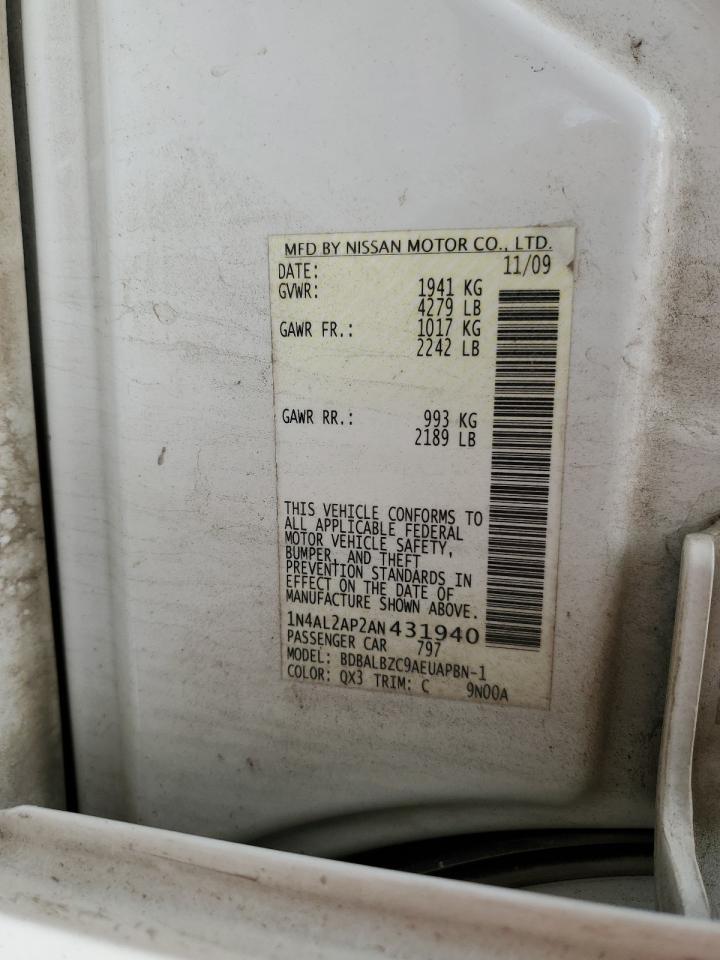 MFD BY NISSAN MOTOR CO., LTD.
DATE: 11/09
GVWR: 1941 KG
4279 LB
GAWR FR.: 1017 KG
2242 LB
GAWR RR.: 993 KG
2189 LB
THIS VEHICLE CONFORMS TO
ALL APPLICABLE FEDERAL
MOTOR VEHICLE SAFETY,
BUMPER, AND THEFT
PREVENTION STANDARDS IN
EFFECT ON THE DATE OF
MANUFACTURE SHOWN ABOVE.
1N4AL2AP2AN431940
PASSENGER CAR 797
MODEL: BDBALBZC9AEUAPBN-1
COLOR: QX3 TRIM: C 9N00A